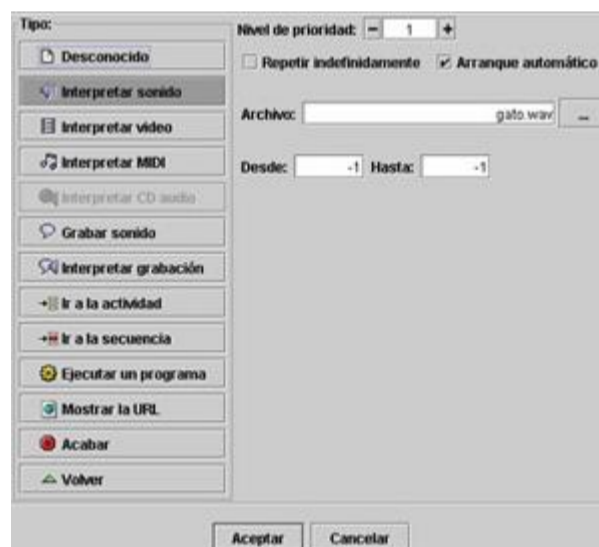 Tipo:
Desconocido
Interpretar sonido
Interpretar vídeo
Interpretar MIDI
Interpretar CD audio
Grabar sonido
Interpretar grabación
Ir a la actividad
Ir a la secuencia
Ejecutar un programa
Mostrar la URL
Acabar
Volver
Nivel de prioridad: - 1 +
Repetir indefinidamente Arranque automático
Archivo: gato.wav ...
Desde: -1 Hasta: -1
Aceptar Cancelar